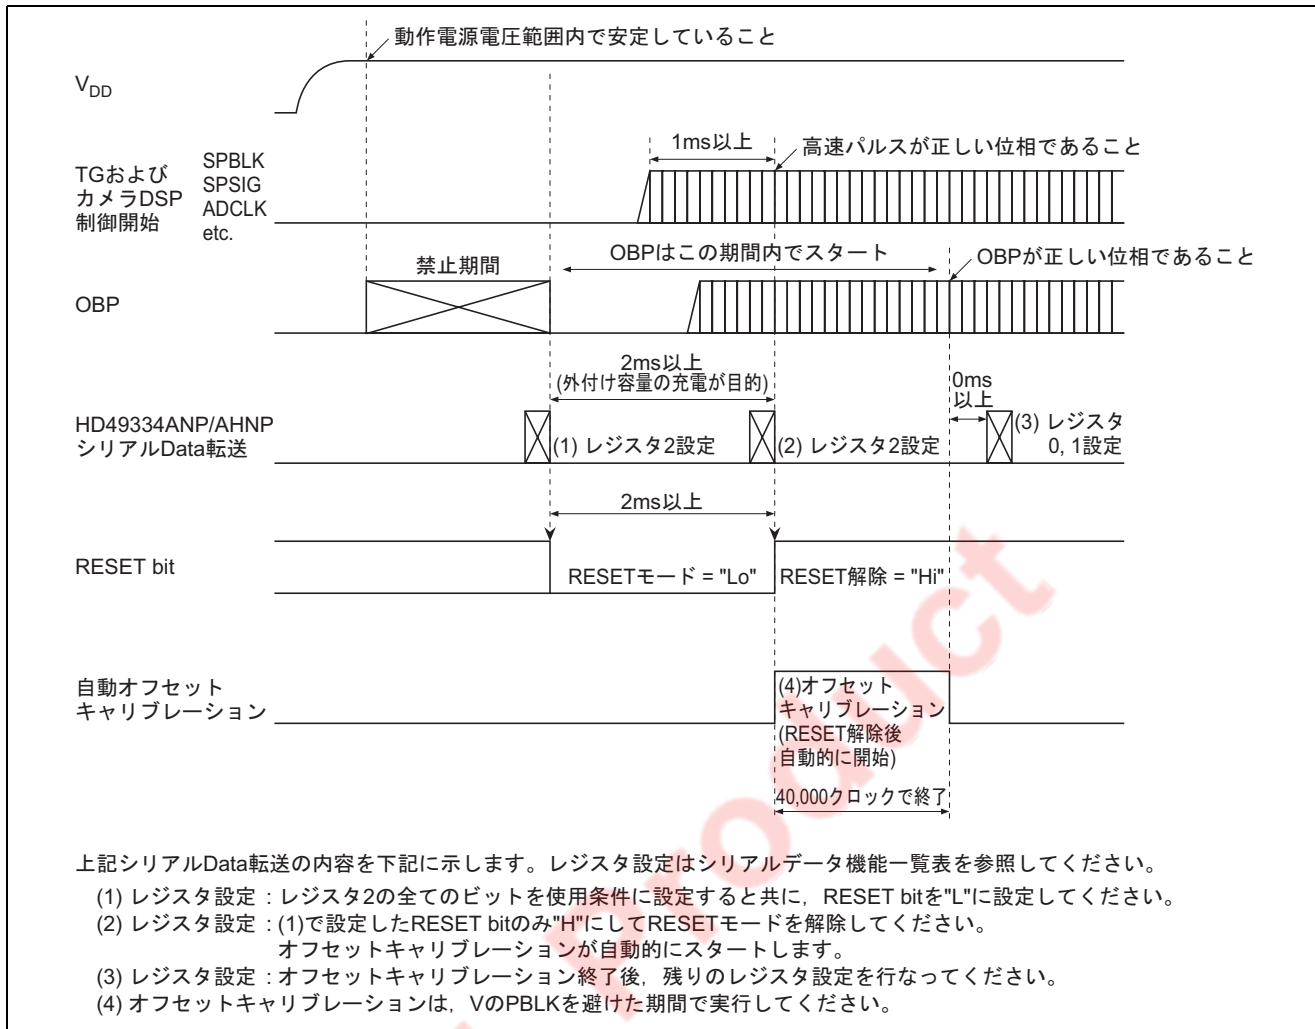 動作電源電圧範囲内で安定していること
VDD
1ms以上
高速パルスが正しい位相であること
TGおよび
カメラDSP
制御開始
SPBLK
SPSIG
ADCLK
etc.
禁止期間
OBPはこの期間内でスタート
OBPが正しい位相であること
OBP
2ms以上
(外付け容量の充電が目的)
0ms
以上
HD49334ANP/AHNP
シリアルData転送
(1) レジスタ2設定
(2) レジスタ2設定
(3) レジスタ
0, 1設定
2ms以上
RESET bit
RESETモード = "Lo"
RESET解除 = "Hi"
自動オフセット
キャリブレーション
(4)オフセット
キャリブレーション
(RESET解除後
自動的に開始)
40,000クロックで終了
上記シリアルData転送の内容を下記に示します。レジスタ設定はシリアルデータ機能一覧表を参照してください。
(1) レジスタ設定 : レジスタ2の全てのビットを使用条件に設定すると共に，RESET bitを"L"に設定してください。
(2) レジスタ設定 : (1)で設定したRESET bitのみ"H"にしてRESETモードを解除してください。
オフセットキャリブレーションが自動的にスタートします。
(3) レジスタ設定 : オフセットキャリブレーション終了後，残りのレジスタ設定を行なってください。
(4) オフセットキャリブレーションは，VのPBLKを避けた期間で実行してください。
Product